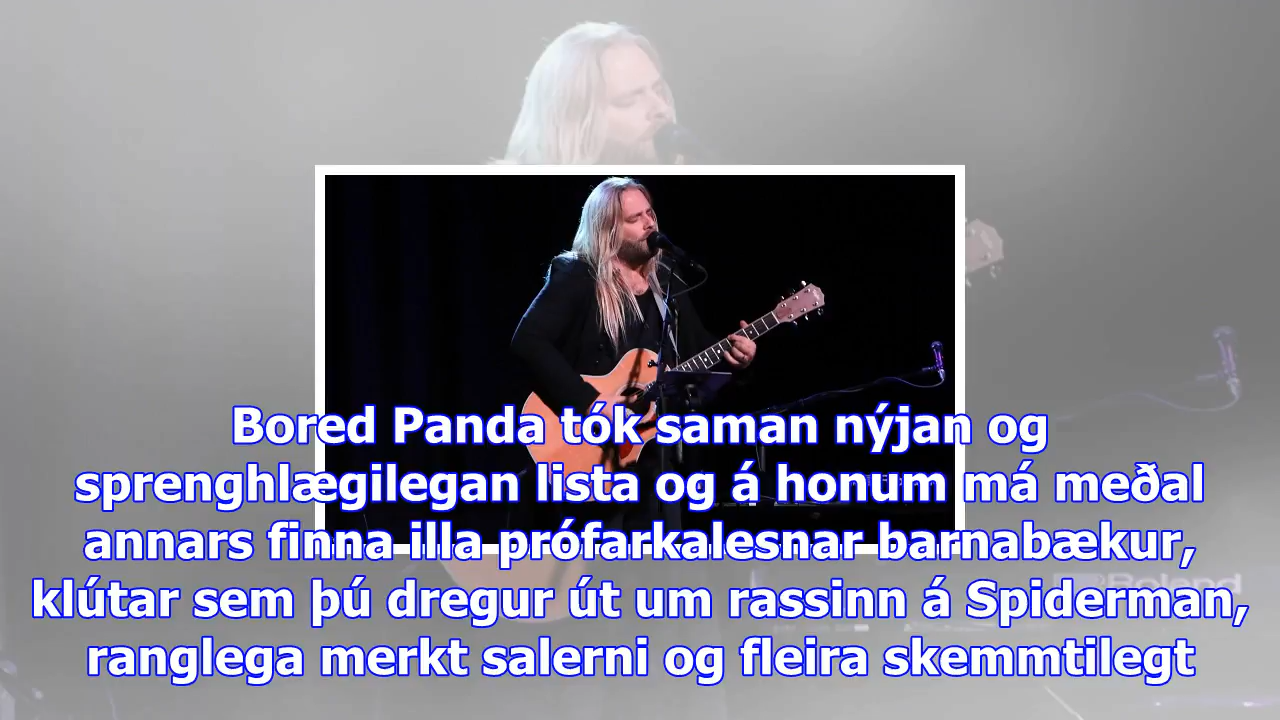 Bored Panda tók saman nýjan og
sprenghlægilegan lista og á honum má meðal
annars finna illa prófarkalesnar barnabækur,
klútar sem þú dregur út um rassinn á Spiderman,
ranglega merkt salerni og fleira skemmtilegt
Roland